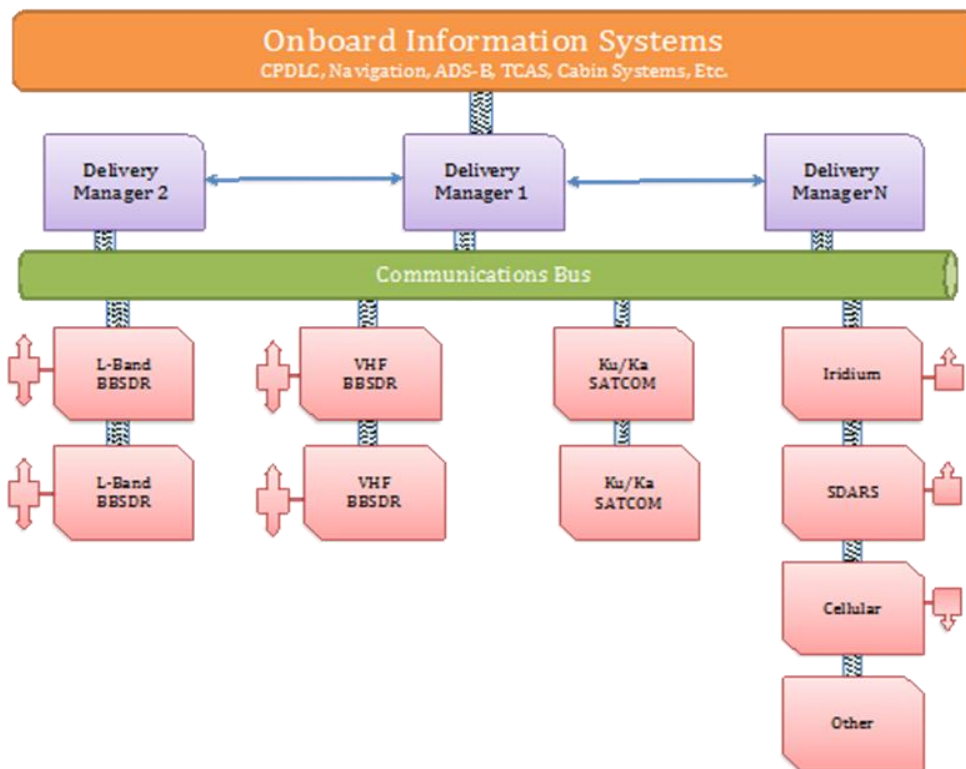 Onboard Information Systems
CPDLC, Navigation, ADS-B, TCAS, Cabin Systems, Etc.
Delivery
Manager 2
Delivery
Manager 1
Delivery
Manager N
Communications Bus
L-Band
BBSDR
VHF
BBSDR
Ku/Ka
SATCOM
Iridium
L-Band
BBSDR
VHF
BBSDR
Ku/Ka
SATCOM
SDARS
Cellular
Other